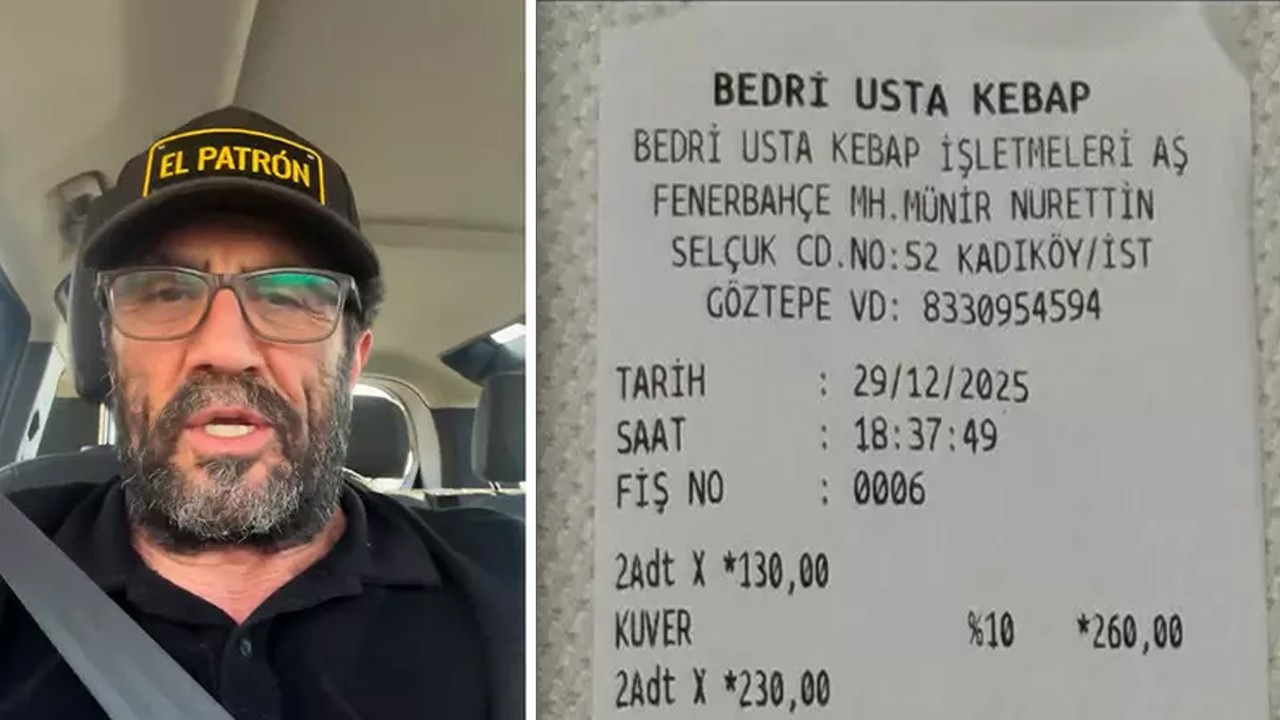 EL PATRÓN
BEDRİ USTA KEBAP
BEDRİ USTA KEBAP İŞLETMELERİ AŞ
FENERBAHÇE MH.MÜNİR NURETTİN
SELÇUK CD.NO:52 KADIKÖY/İST
GÖZTEPE VD: 8330954594
TARİH : 29/12/2025
SAAT : 18:37:49
FİŞ NO : 0006
2Adt X *130,00
KUVER %10 *260,00
2Adt X *230,00